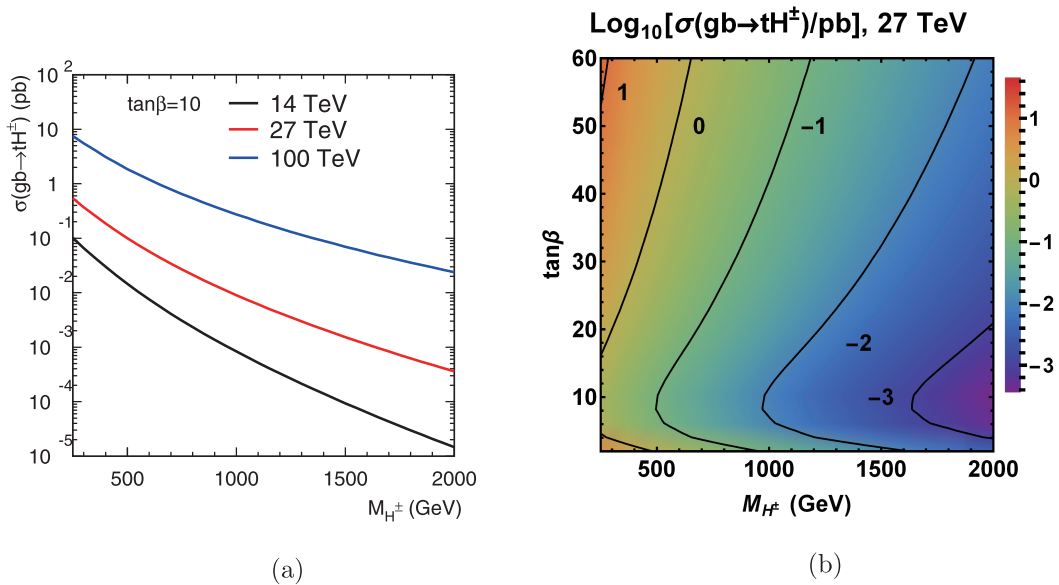 σ(gb→tH±) (pb)
10 2
10
1
10 -1
10 -2
10 -3
10 -4
10 -5
tanβ=10
14 TeV
27 TeV
100 TeV
500 1000 1500 2000
M_H± (GeV)
(a)
Log10[σ(gb→tH±)/pb], 27 TeV
tanβ
60
50
40
30
20
10
1
0
−1
−2
−3
500 1000 1500 2000
M_H± (GeV)
1
0
−1
−2
−3
(b)